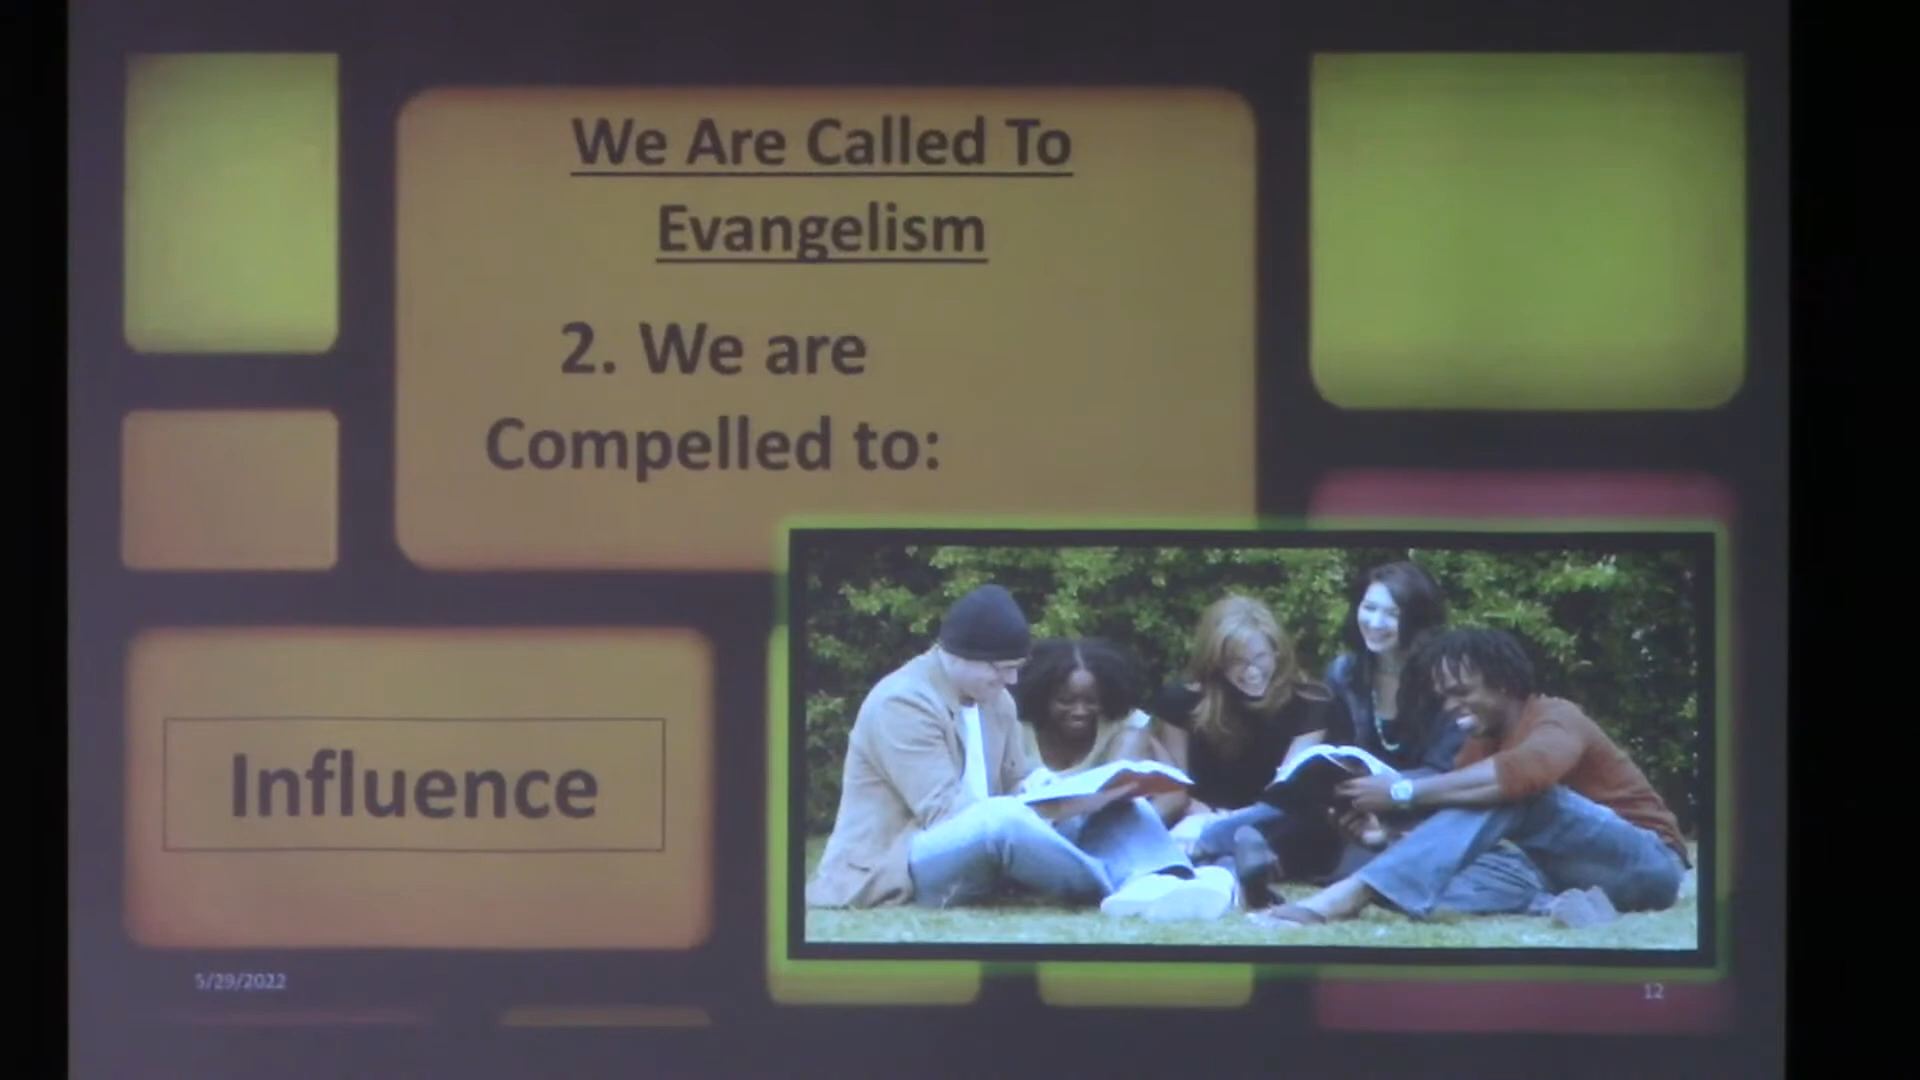 We Are Called To
Evangelism
2. We are
Compelled to:
Influence
5/29/2022
12